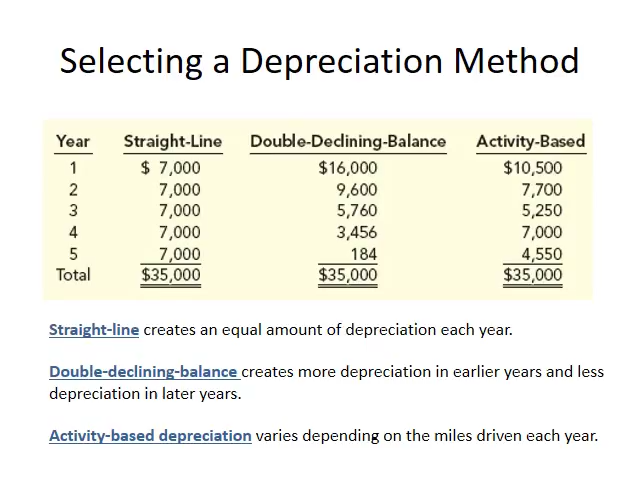 Selecting a Depreciation Method
Year Straight-Line Double-Declining-Balance Activity-Based
1 $ 7,000 $16,000 $10,500
2 7,000 9,600 7,700
3 7,000 5,760 5,250
4 7,000 3,456 7,000
5 7,000 184 4,550
Total $35,000 $35,000 $35,000
Straight-line creates an equal amount of depreciation each year.
Double-declining-balance creates more depreciation in earlier years and less
depreciation in later years.
Activity-based depreciation varies depending on the miles driven each year.